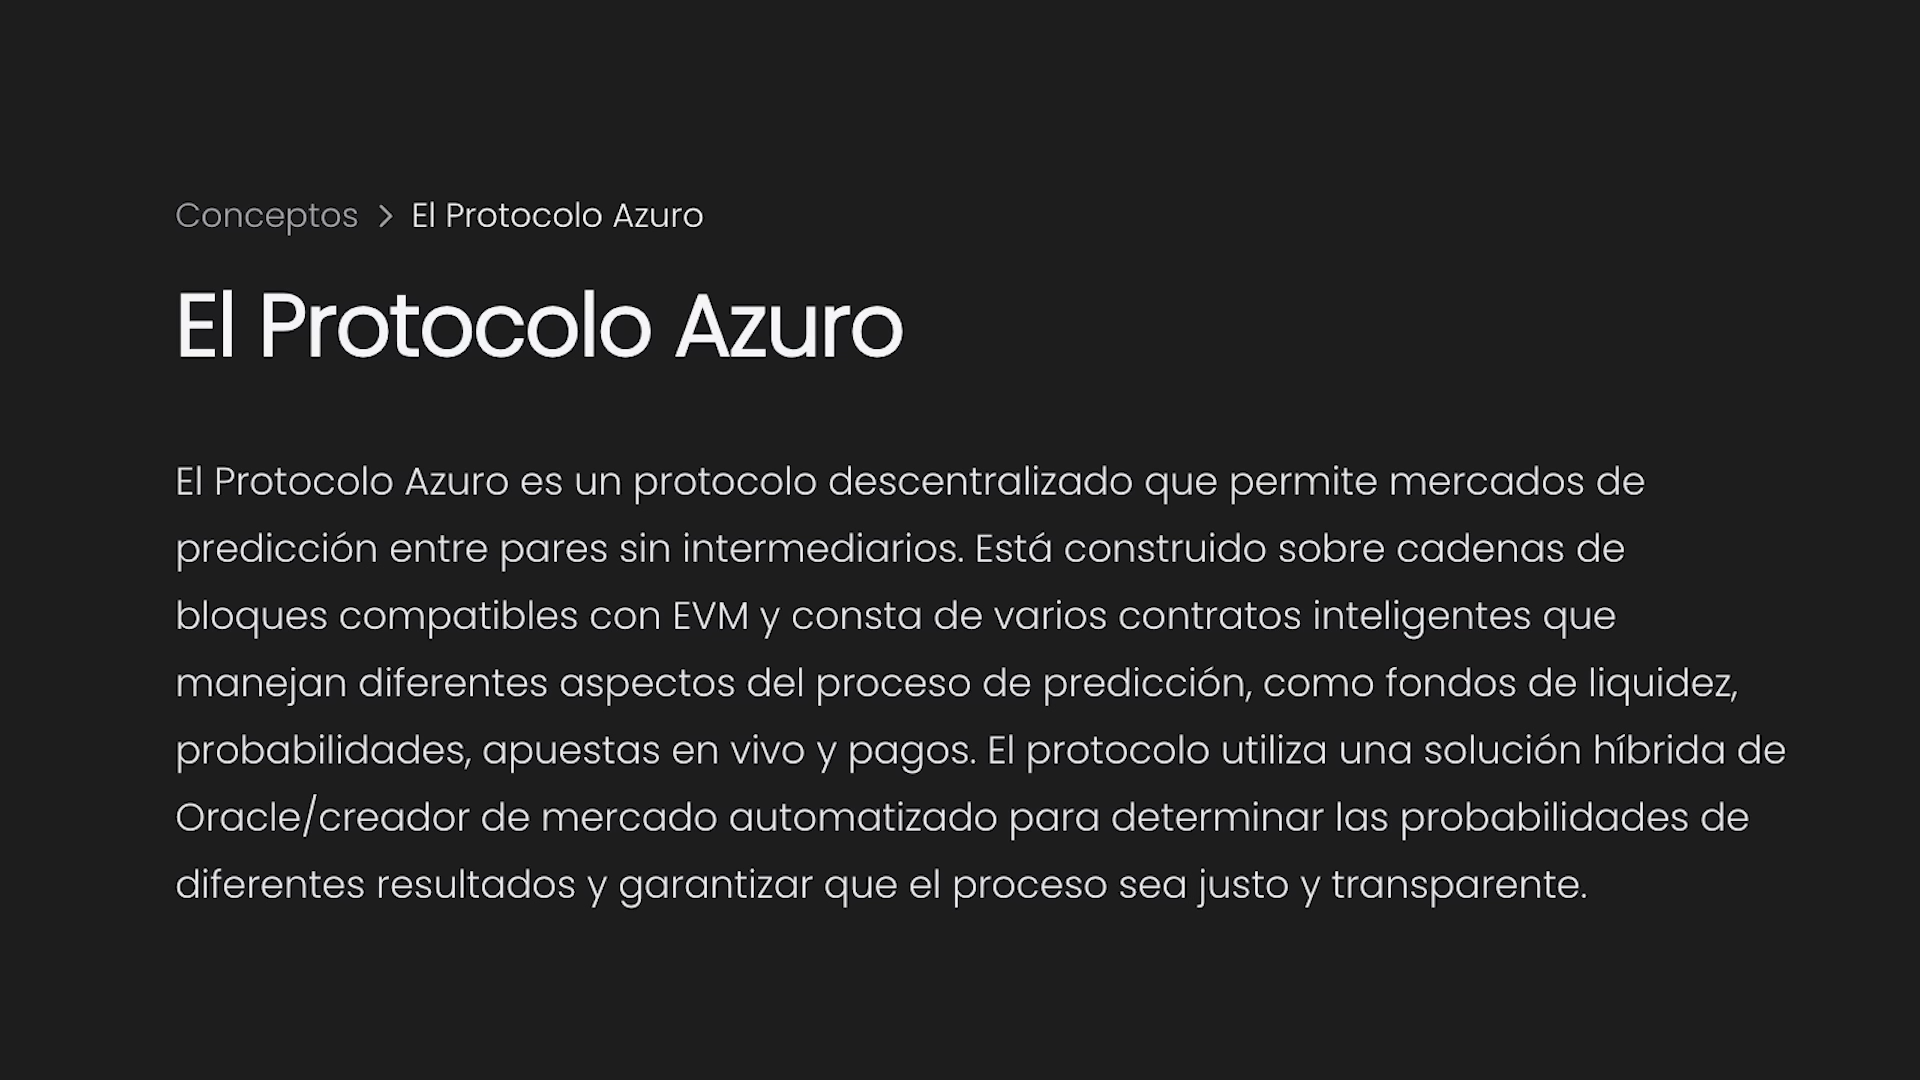 Conceptos > El Protocolo Azuro
El Protocolo Azuro
El Protocolo Azuro es un protocolo descentralizado que permite mercados de
predicción entre pares sin intermediarios. Está construido sobre cadenas de
bloques compatibles con EVM y consta de varios contratos inteligentes que
manejan diferentes aspectos del proceso de predicción, como fondos de liquidez,
probabilidades, apuestas en vivo y pagos. El protocolo utiliza una solución híbrida de
Oracle/creador de mercado automatizado para determinar las probabilidades de
diferentes resultados y garantizar que el proceso sea justo y transparente.